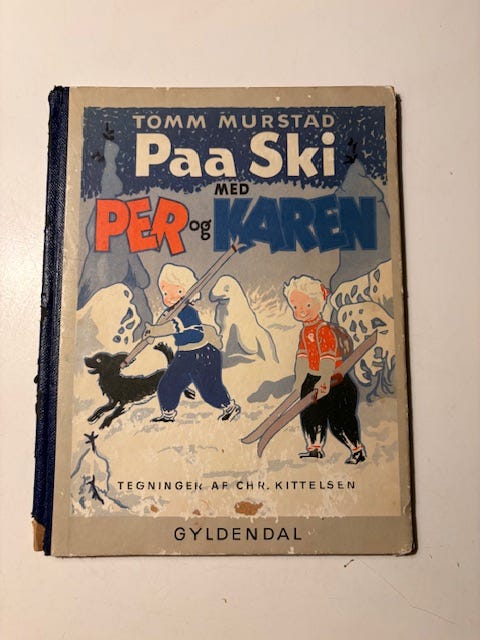 TOMM MURSTAD
Paa Ski
MED
PER og KAREN
TEGNINGER AF CHR. KITTELSEN
GYLDENDAL